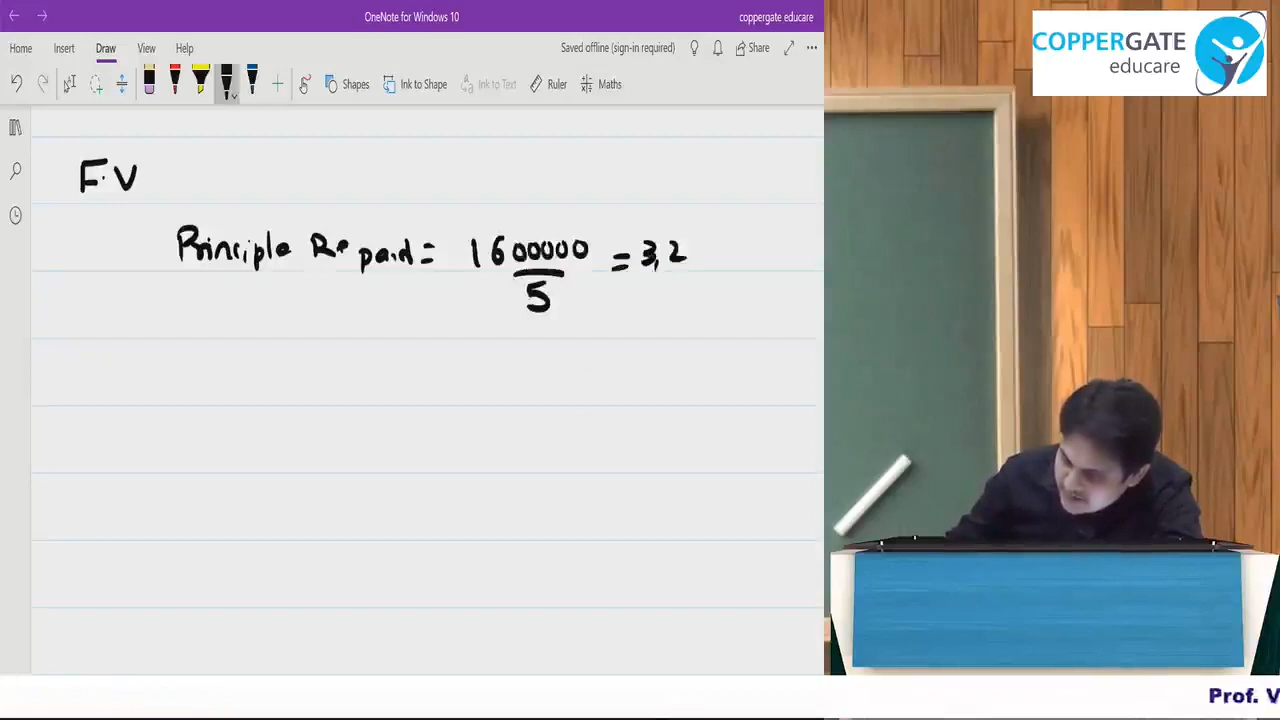 OneNote for Windows 10
coppergate educare
Home Insert Draw View Help
Saved offline (sign-in required)
Share
Shapes
Ink to Shape
Ink to Text
Ruler
Maths
COPPERGATE
educare
F.V
Principle Repaid = 1600000 = 3,2
5
Prof. V